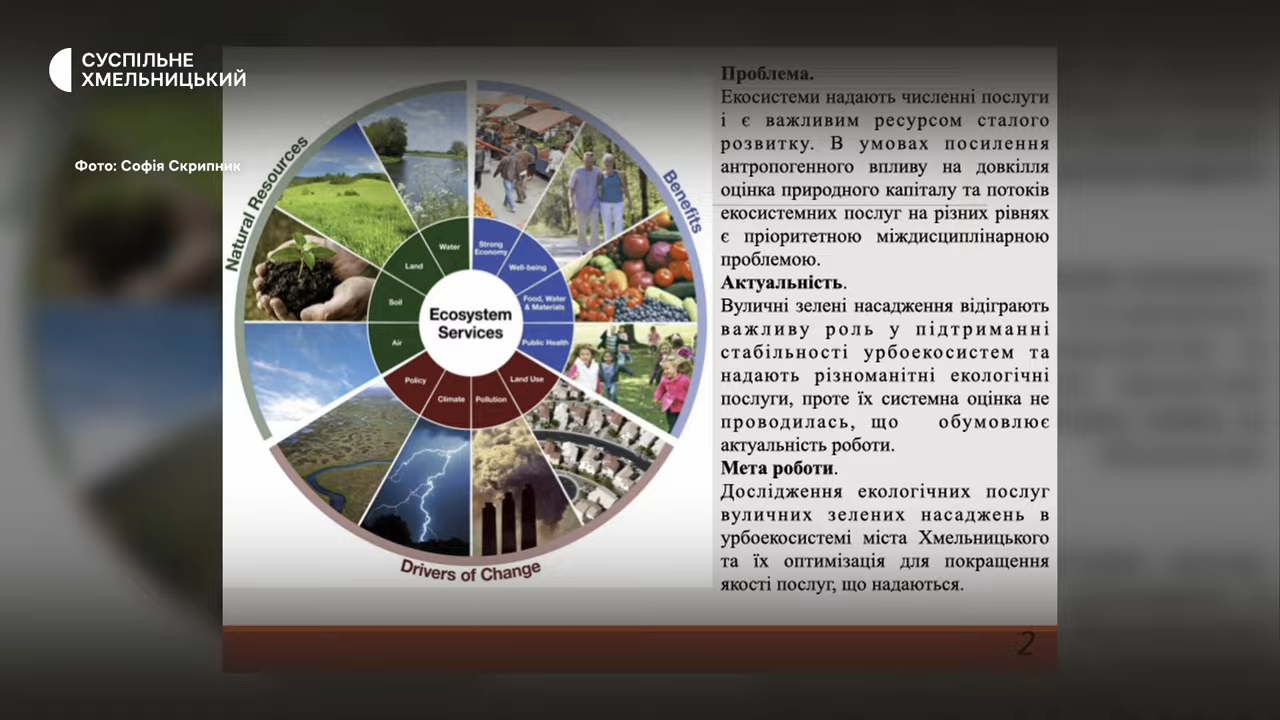 СУСПІЛЬНЕ
ХМЕЛЬНИЦЬКИЙ
Фото: Софія Скрипник
Natural Resources
Benefits
Drivers of Change
Water
Land
Soil
Air
Strong
Economy
Well-being
Food, Water
& Materials
Public Health
Policy
Climate
Pollution
Land Use
Ecosystem
Services
Проблема.
Екосистеми надають численні послуги
і є важливим ресурсом сталого
розвитку. В умовах посилення
антропогенного впливу на довкілля
оцінка природного капіталу та потоків
екосистемних послуг на різних рівнях
є пріоритетною міждисциплінарною
проблемою.
Актуальність.
Вуличні зелені насадження відіграють
важливу роль у підтриманні
стабільності урбоекосистем та
надають різноманітні екологічні
послуги, проте їх системна оцінка не
проводилась, що обумовлює
актуальність роботи.
Мета роботи.
Дослідження екологічних послуг
вуличних зелених насаджень в
урбоекосистемі міста Хмельницького
та їх оптимізація для покращення
якості послуг, що надаються.
2